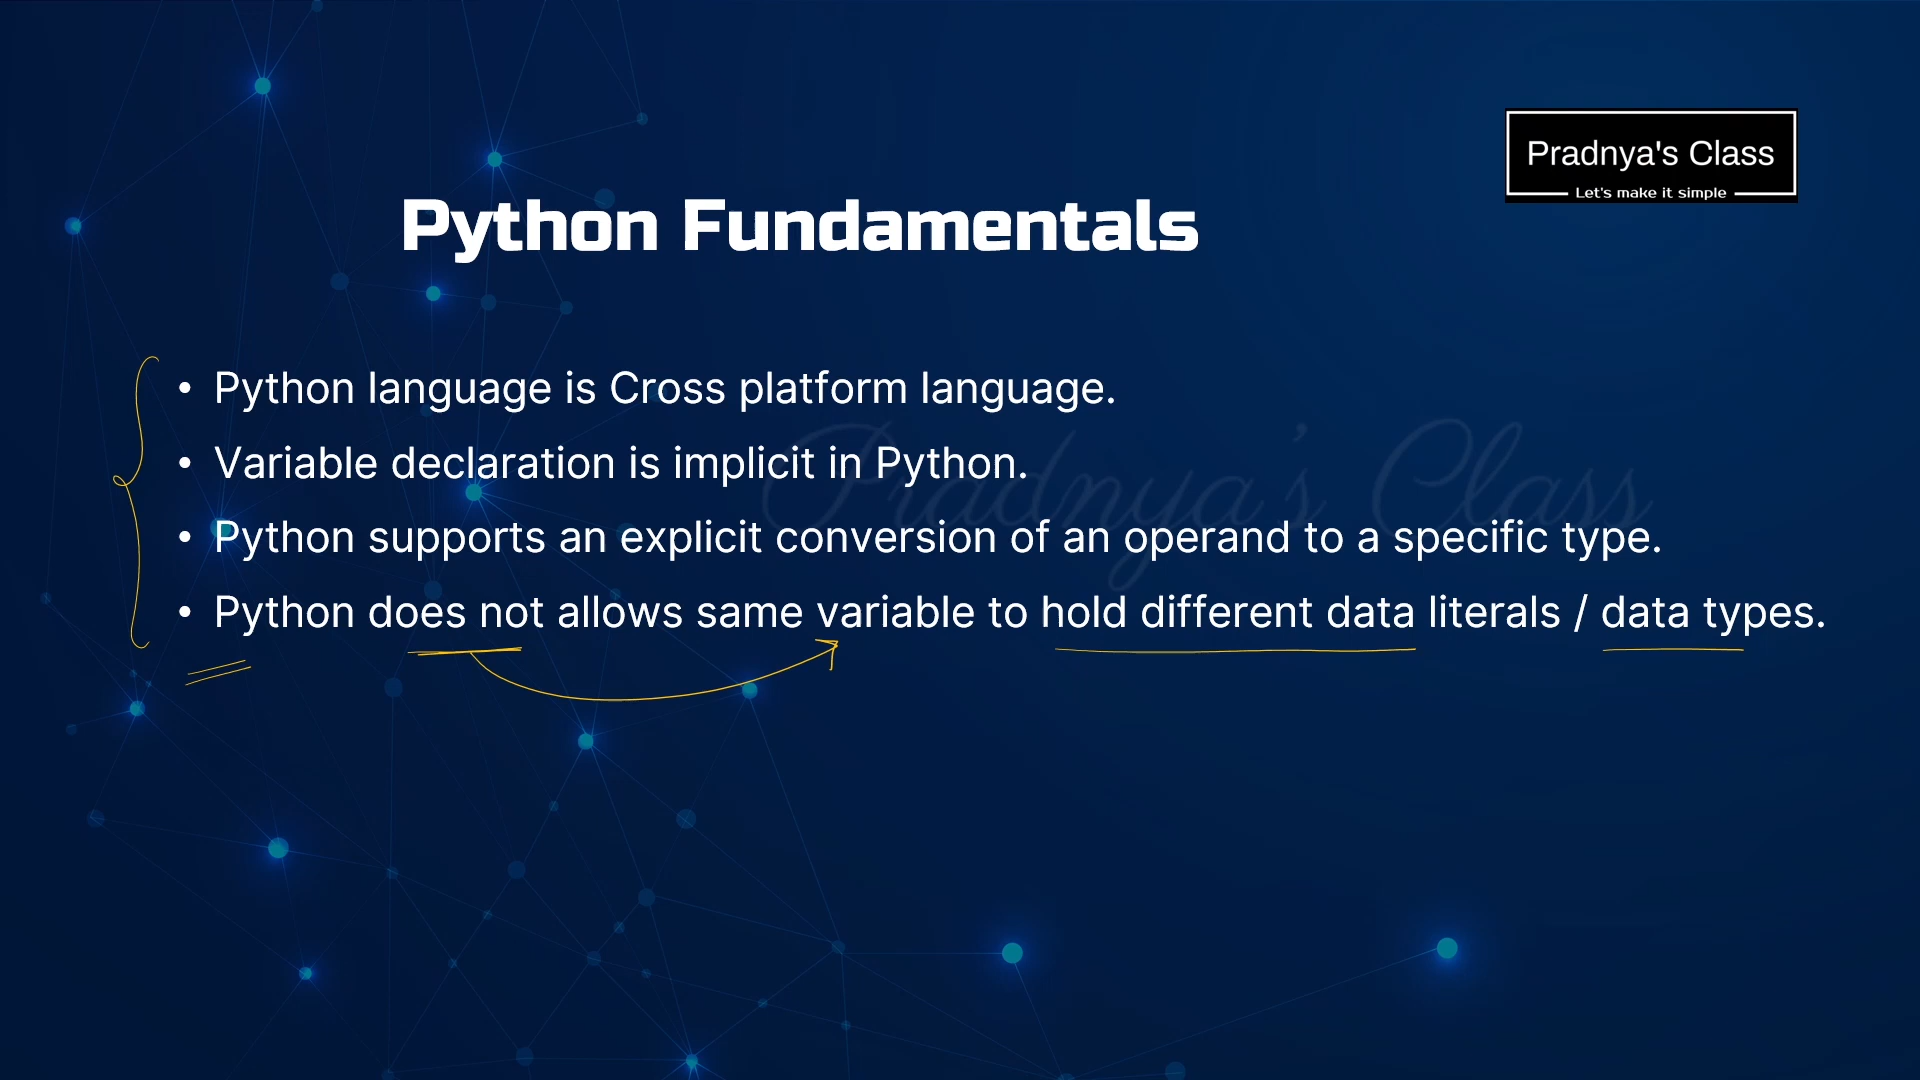 Pradnya's Class
Let's make it simple
Python Fundamentals
• Python language is Cross platform language.
• Variable declaration is implicit in Python.
Pradnya's Class
• Python supports an explicit conversion of an operand to a specific type.
• Python does not allows same variable to hold different data literals / data types.